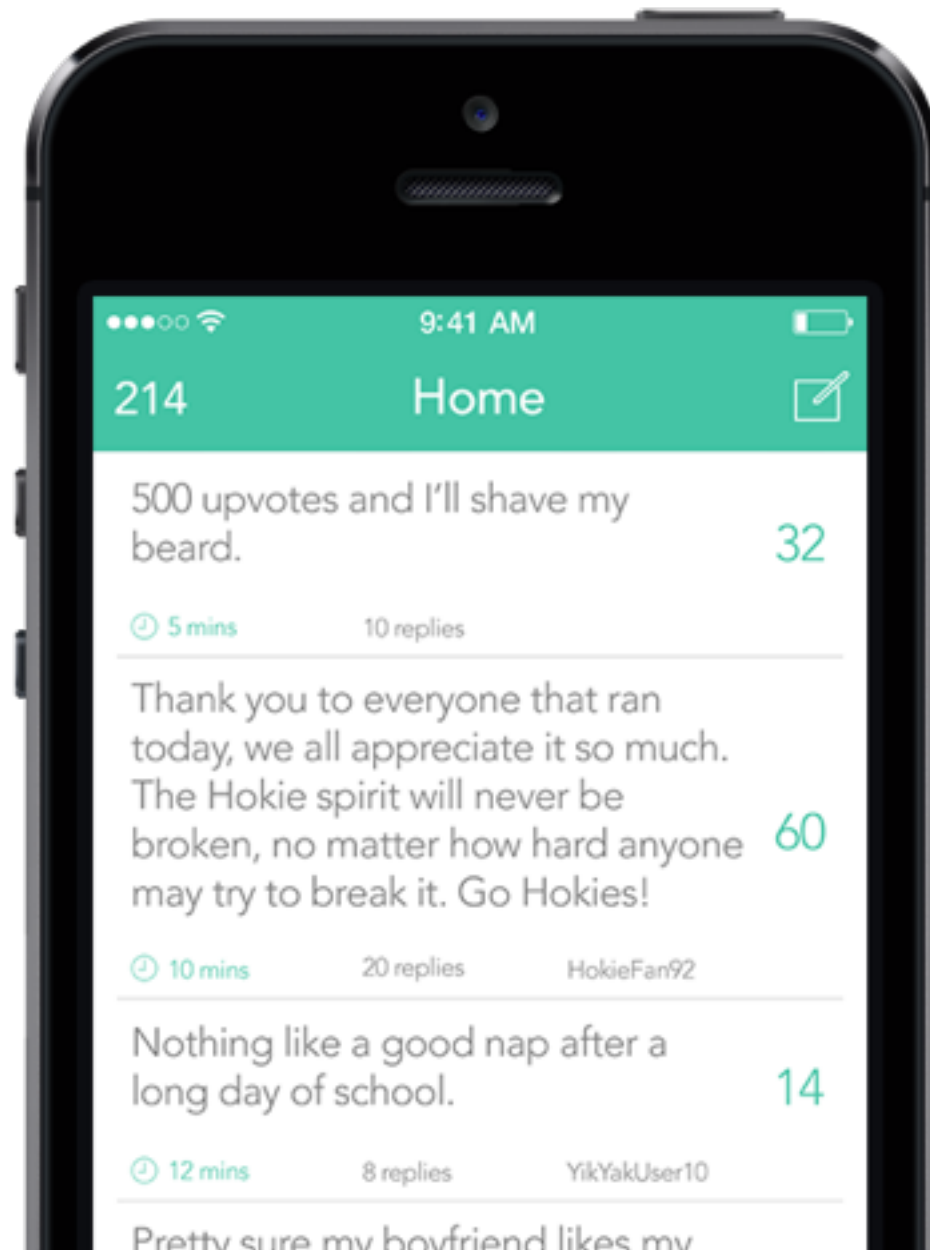 9:41 AM
214
Home
500 upvotes and I'll shave my
beard.
32
5 mins
10 replies
Thank you to everyone that ran
today, we all appreciate it so much.
The Hokie spirit will never be
broken, no matter how hard anyone
may try to break it. Go Hokies!
60
10 mins
20 replies
HokieFan92
Nothing like a good nap after a
long day of school.
14
12 mins
8 replies
YikYakUser10
Pretty sure my boyfriend likes my